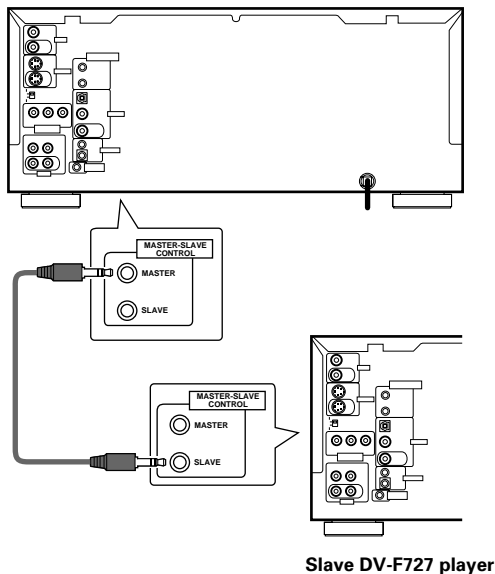 MASTER-SLAVE
CONTROL
MASTER
SLAVE
MASTER-SLAVE
CONTROL
MASTER
SLAVE
Slave DV-F727 player